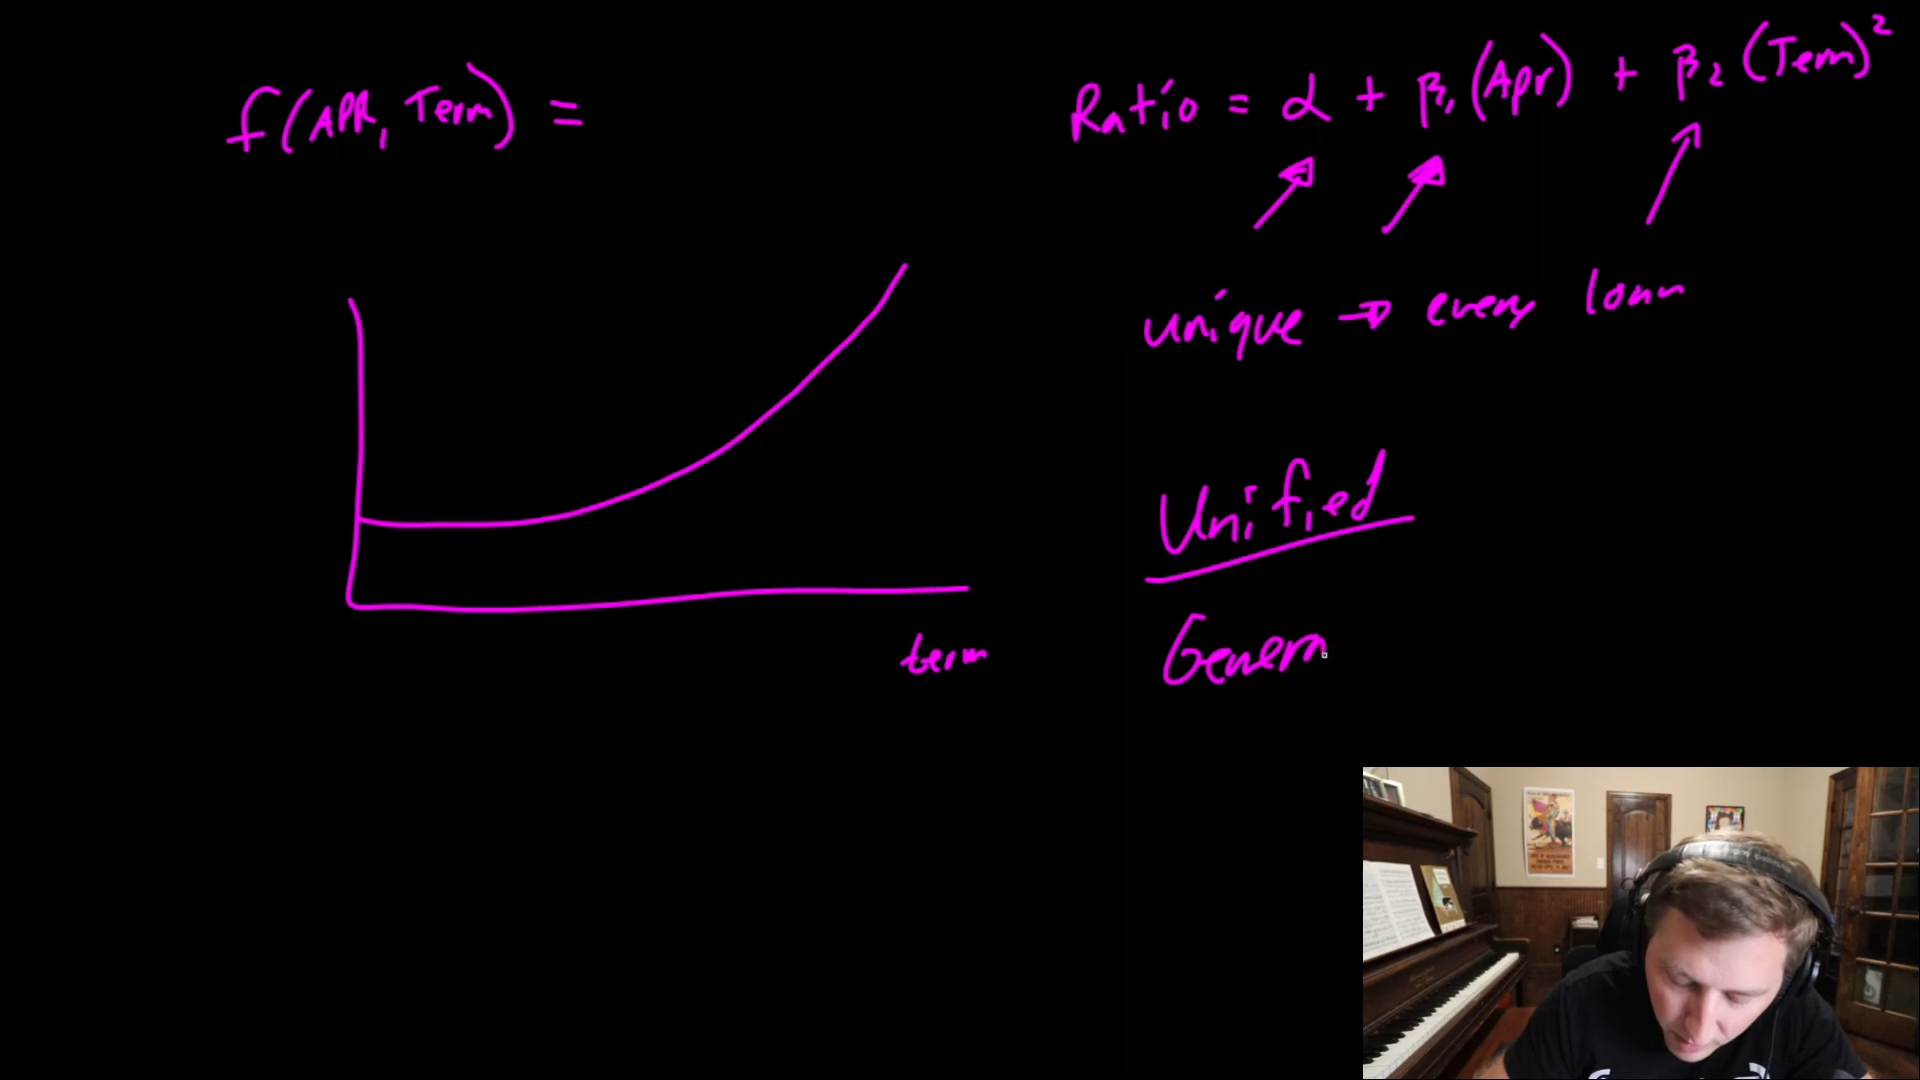 f(APR, Term) =
Ratio = α + β₁(Apr) + β₂(Term)²
unique → every loan
Unified
Genera
term